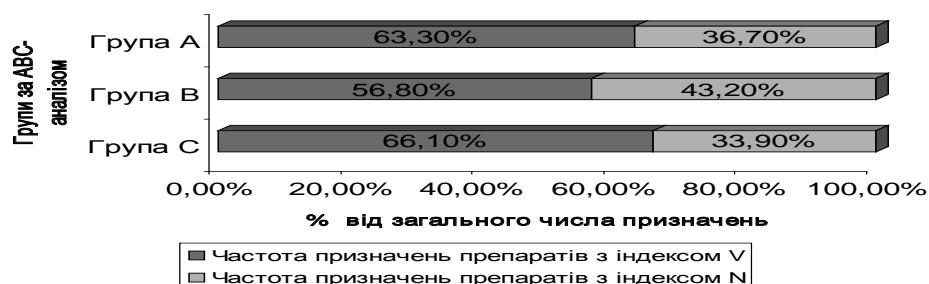 Групи за АВС-
аналізом
Група А
63,30%
36,70%
Група В
56,80%
43,20%
Група С
66,10%
33,90%
0,00%
20,00%
40,00%
60,00%
80,00%
100,00%
% від загального числа призначень
Частота призначень препаратів з індексом V
Частота призначень препаратів з індексом N